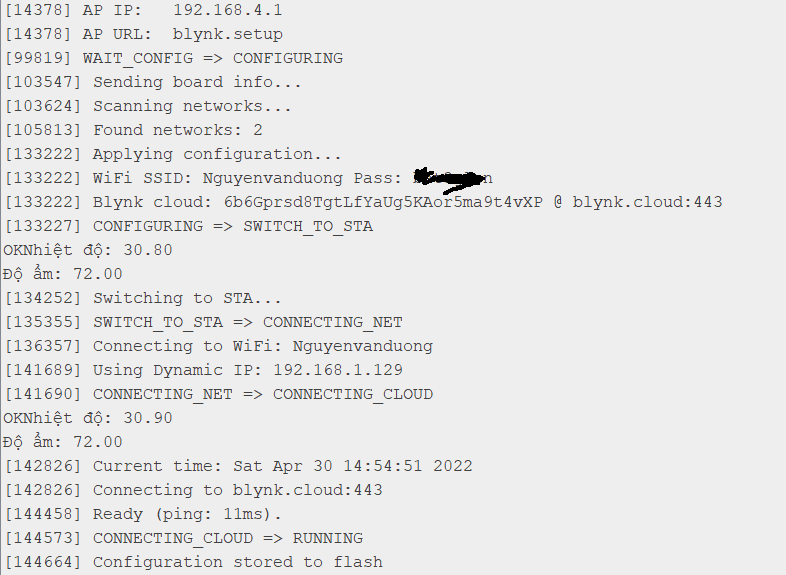 [14378] AP IP:   192.168.4.1
[14378] AP URL:  blynk.setup
[99819] WAIT_CONFIG => CONFIGURING
[103547] Sending board info...
[103624] Scanning networks...
[105813] Found networks: 2
[133222] Applying configuration...
[133222] WiFi SSID: Nguyenvanduong Pass:
[133222] Blynk cloud: 6b6Gprsd8TgtLfYaUg5KAor5ma9t4vXP @ blynk.cloud:443
[133227] CONFIGURING => SWITCH_TO_STA
OKNhiệt độ: 30.80
Độ ẩm: 72.00
[134252] Switching to STA...
[135355] SWITCH_TO_STA => CONNECTING_NET
[136357] Connecting to WiFi: Nguyenvanduong
[141689] Using Dynamic IP: 192.168.1.129
[141690] CONNECTING_NET => CONNECTING_CLOUD
OKNhiệt độ: 30.90
Độ ẩm: 72.00
[142826] Current time: Sat Apr 30 14:54:51 2022
[142826] Connecting to blynk.cloud:443
[144458] Ready (ping: 11ms).
[144573] CONNECTING_CLOUD => RUNNING
[144664] Configuration stored to flash